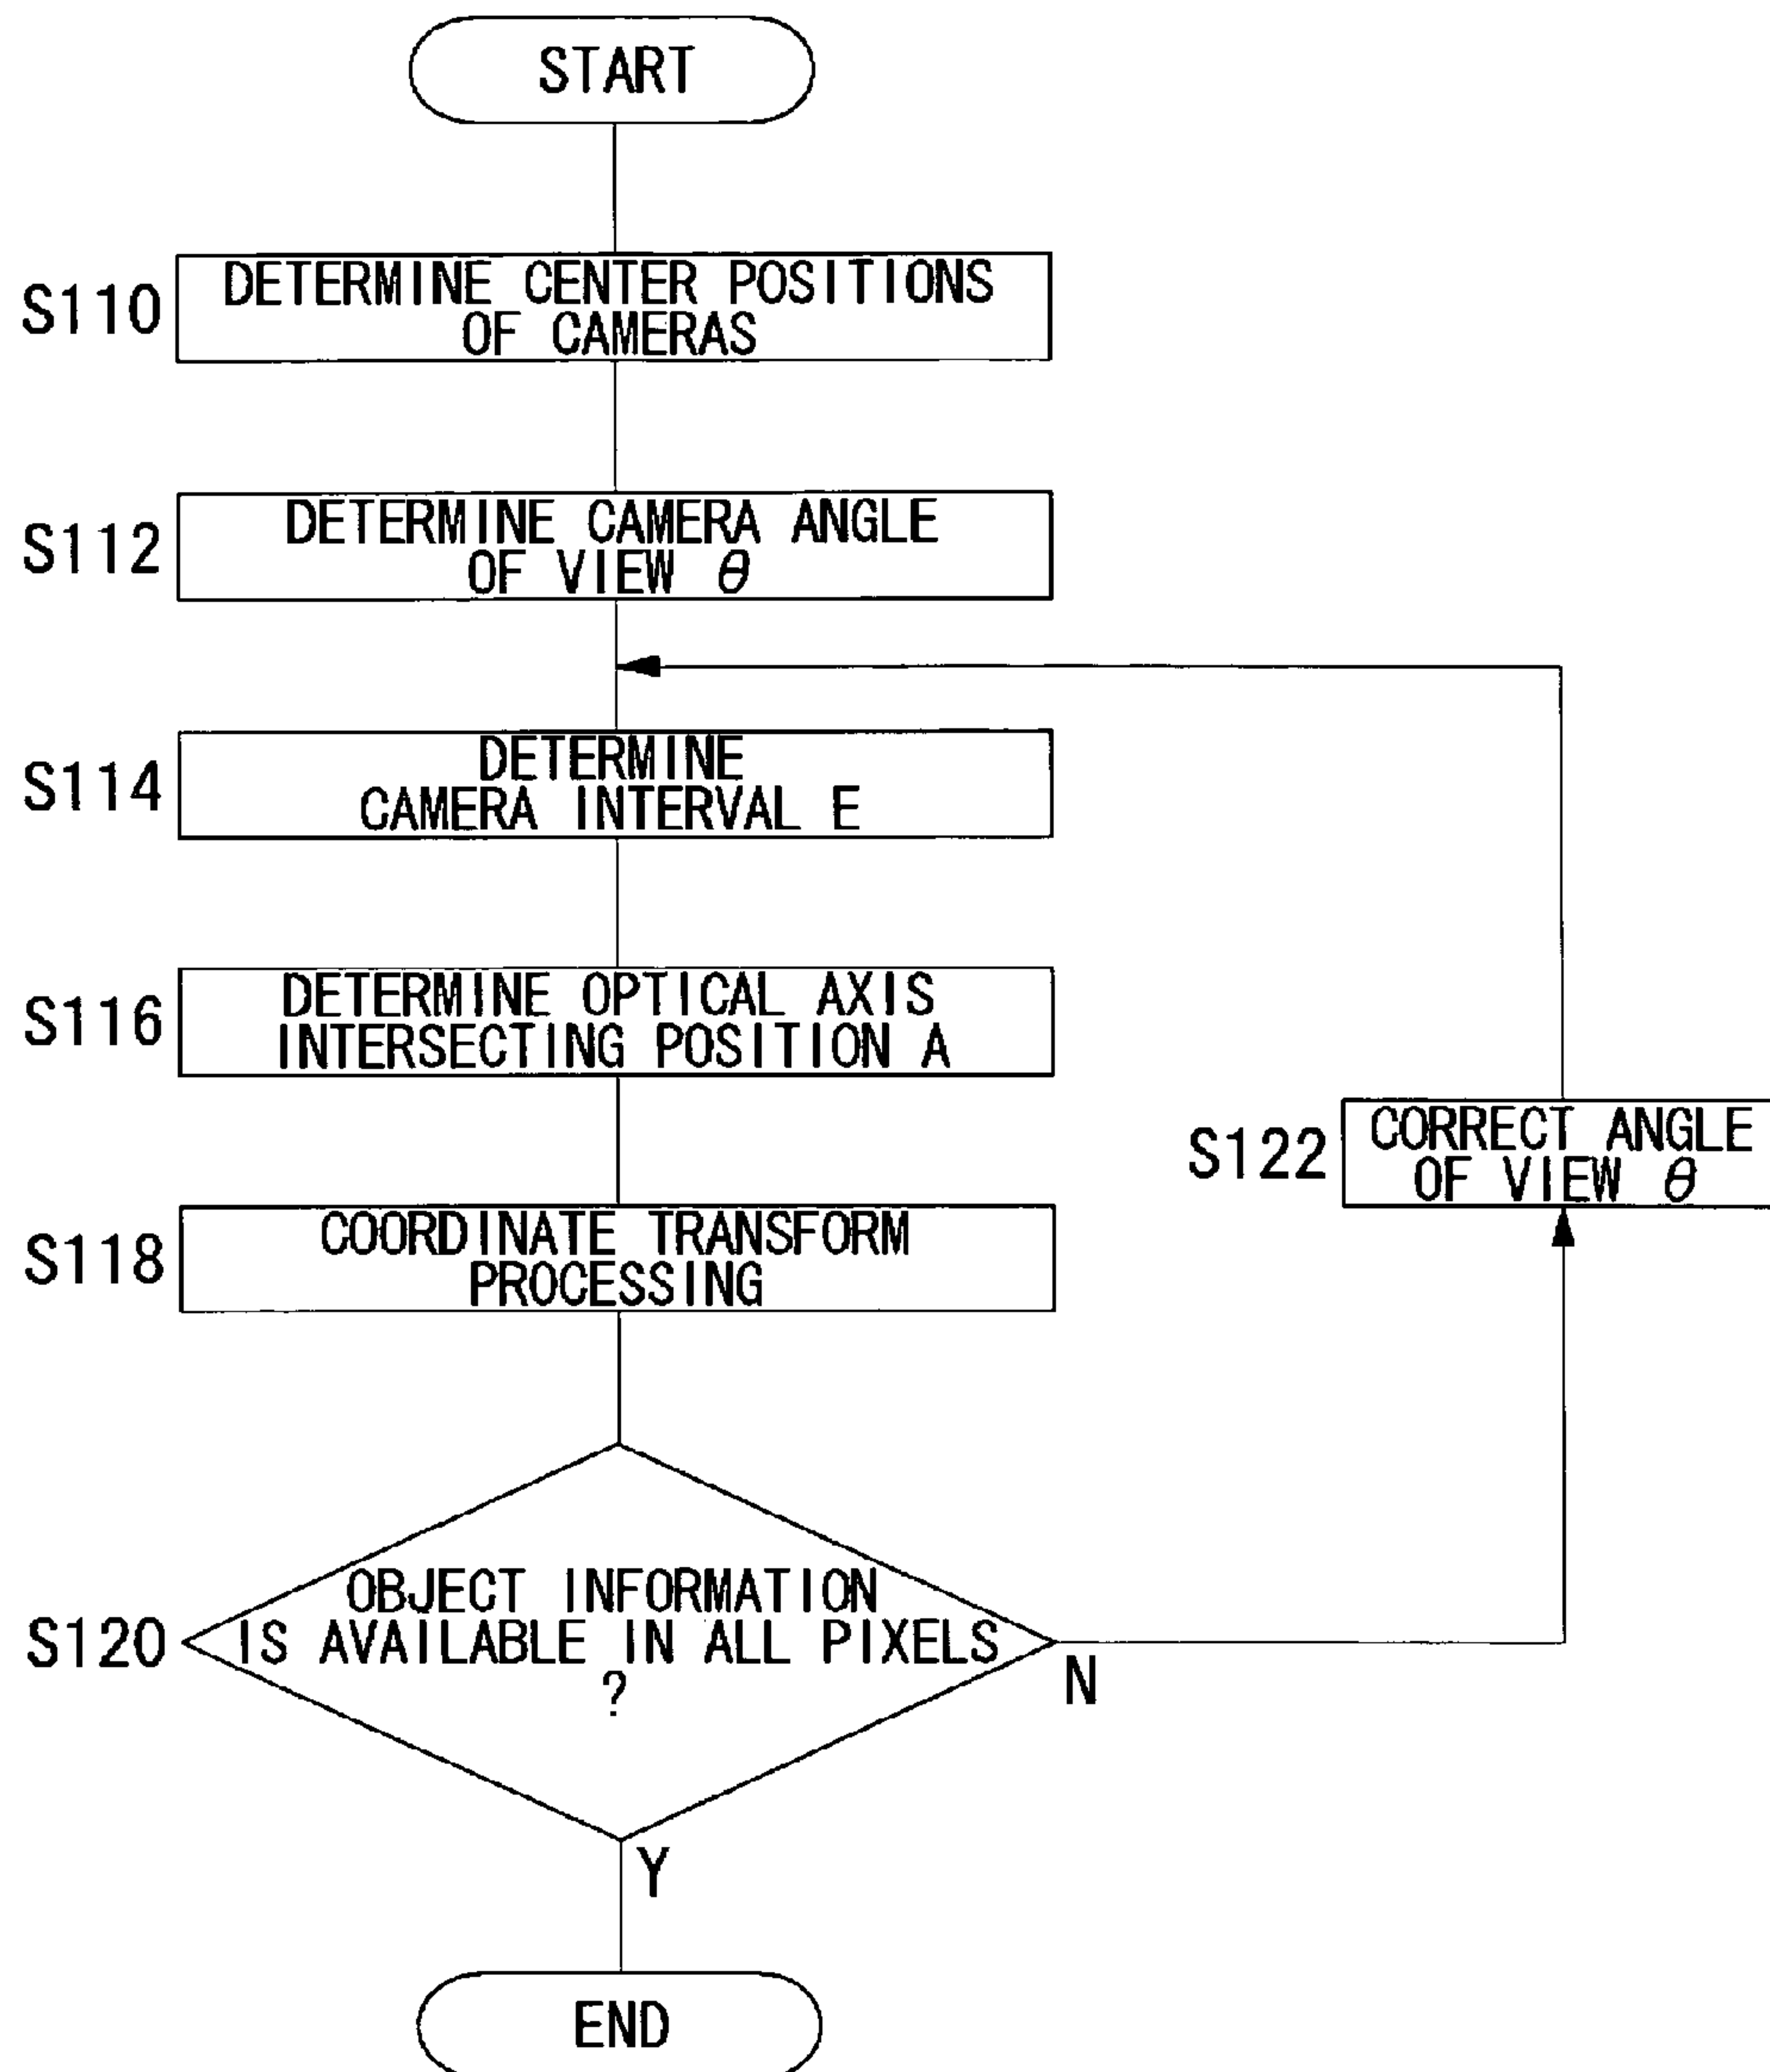 START
S110
DETERMINE CENTER POSITIONS
OF CAMERAS
S112
DETERMINE CAMERA ANGLE
OF VIEW θ
S114
DETERMINE
CAMERA INTERVAL E
S116
DETERMINE OPTICAL AXIS
INTERSECTING POSITION A
S122
CORRECT ANGLE
OF VIEW θ
S118
COORDINATE TRANSFORM
PROCESSING
S120
OBJECT INFORMATION
IS AVAILABLE IN ALL PIXELS
?
N
Y
END